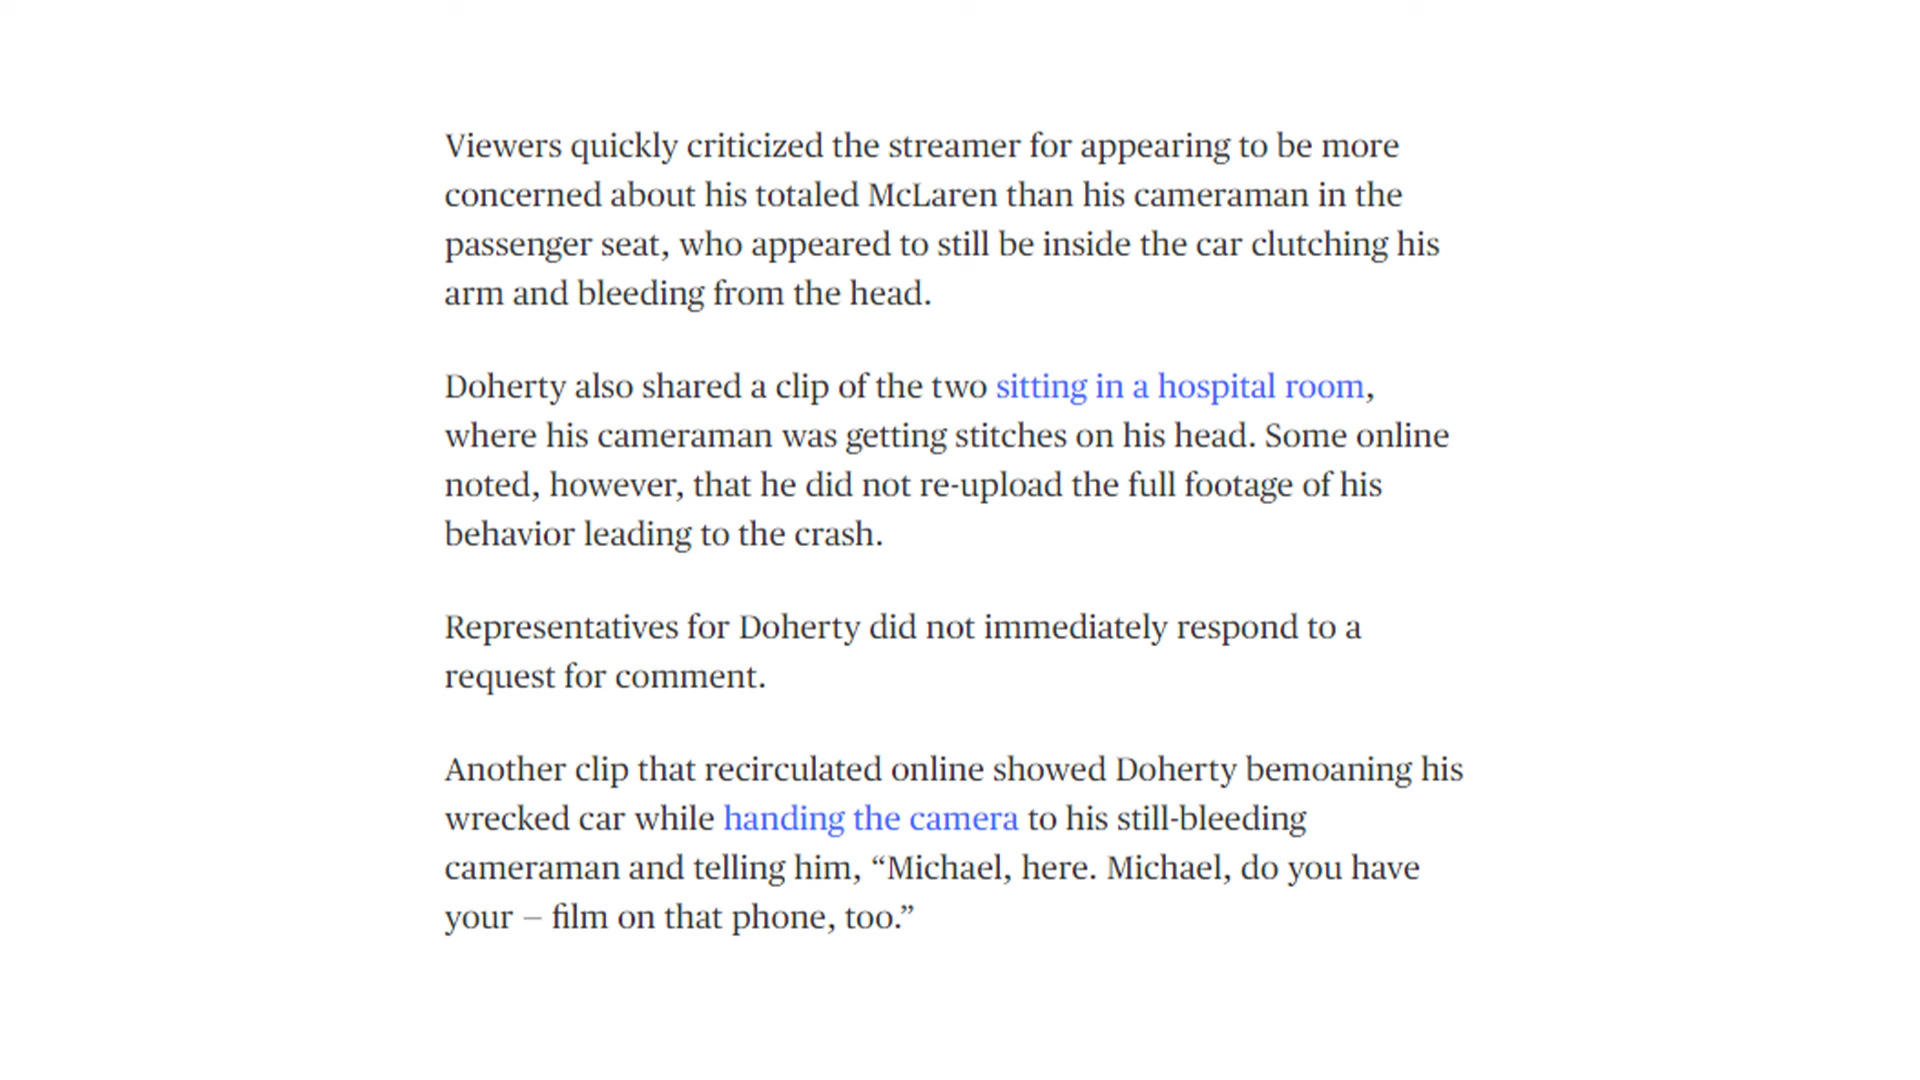 Viewers quickly criticized the streamer for appearing to be more
concerned about his totaled McLaren than his cameraman in the
passenger seat, who appeared to still be inside the car clutching his
arm and bleeding from the head.
Doherty also shared a clip of the two sitting in a hospital room,
where his cameraman was getting stitches on his head. Some online
noted, however, that he did not re-upload the full footage of his
behavior leading to the crash.
Representatives for Doherty did not immediately respond to a
request for comment.
Another clip that recirculated online showed Doherty bemoaning his
wrecked car while handing the camera to his still-bleeding
cameraman and telling him, “Michael, here. Michael, do you have
your – film on that phone, too.”